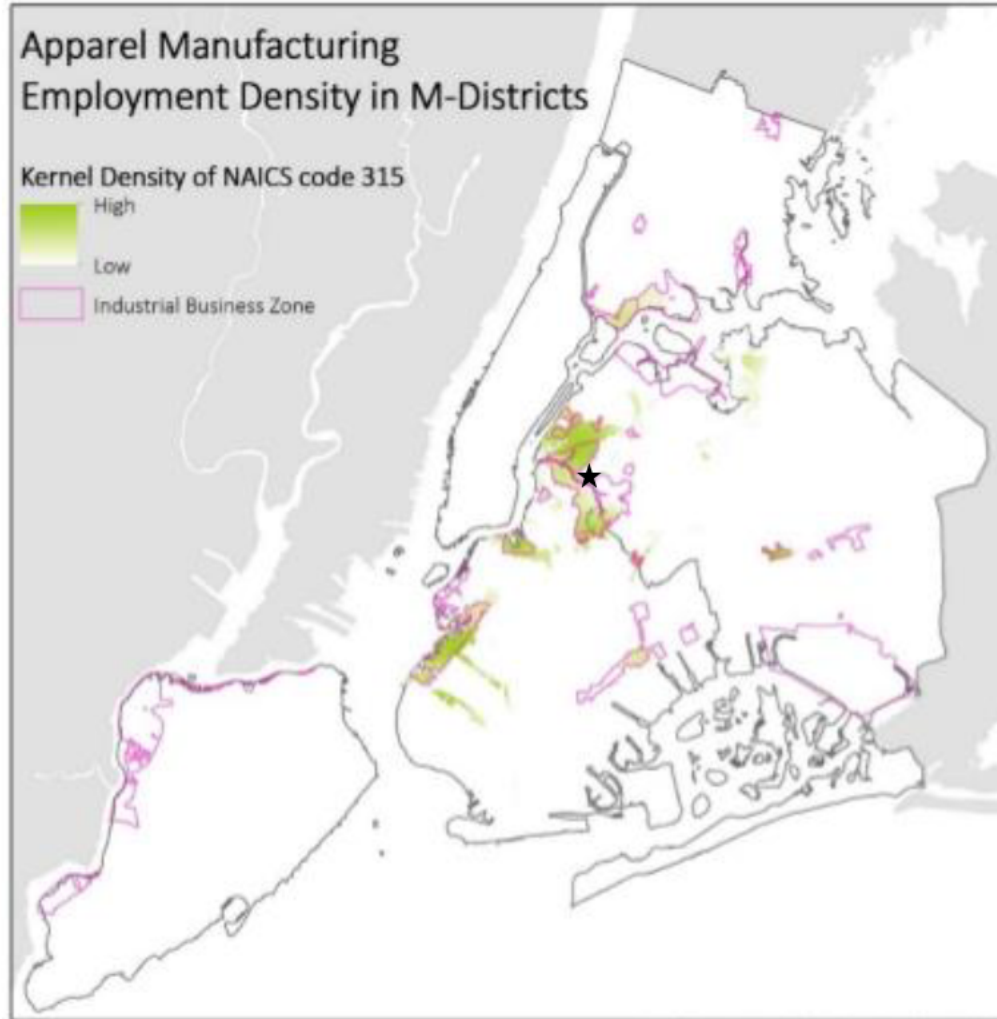 Apparel Manufacturing
Employment Density in M-Districts
Kernel Density of NAICS code 315
High
Low
Industrial Business Zone